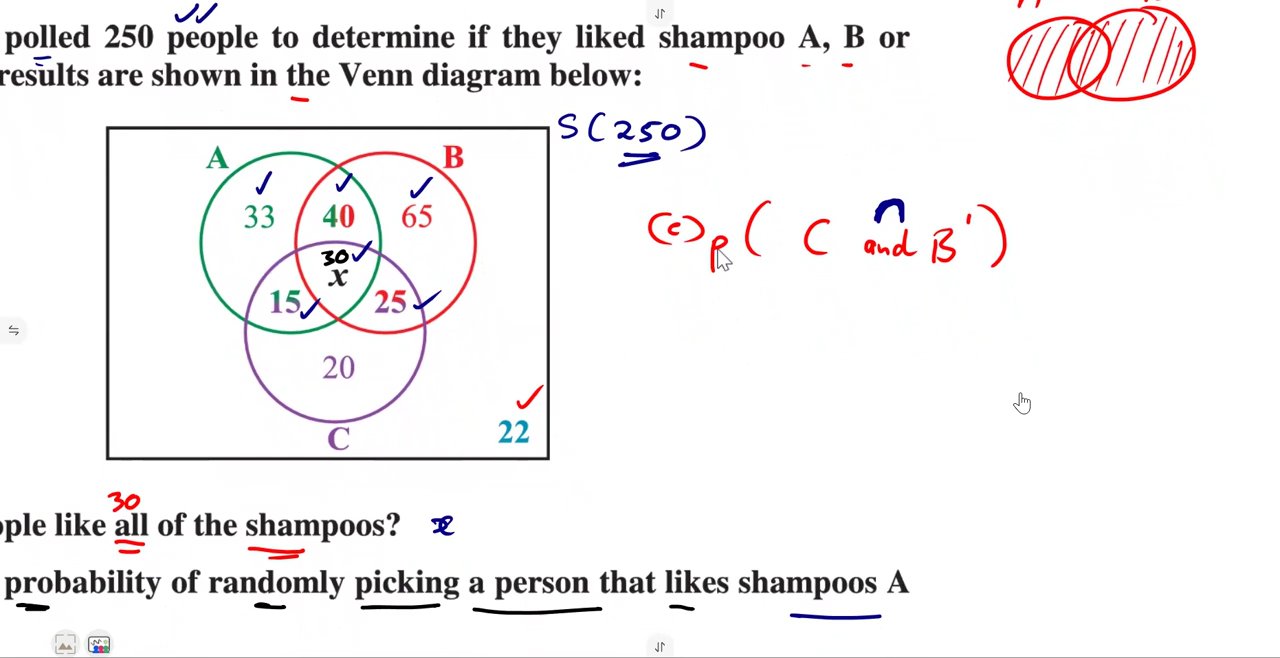 polled 250 people to determine if they liked shampoo A, B or
results are shown in the Venn diagram below:
S(250)
A
B
33
40
65
(c) P( C and B')
∩
30
x
15
25
20
22
C
30
ople like all of the shampoos? x
probability of randomly picking a person that likes shampoos A